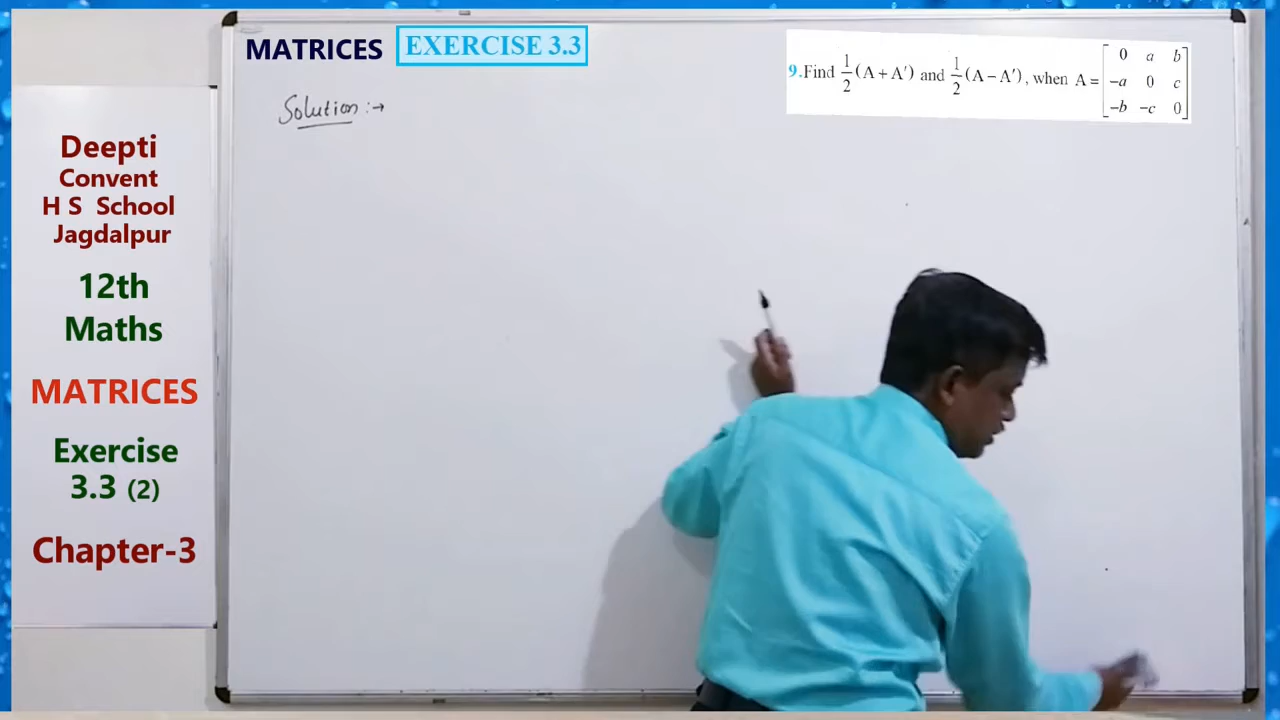 MATRICES EXERCISE 3.3
9.Find 1/2 (A + A′) and 1/2 (A − A′), when A = [ 0 a b
−a 0 c
−b −c 0 ]
Solution :→
Deepti
Convent
H S School
Jagdalpur
12th
Maths
MATRICES
Exercise
3.3 (2)
Chapter-3